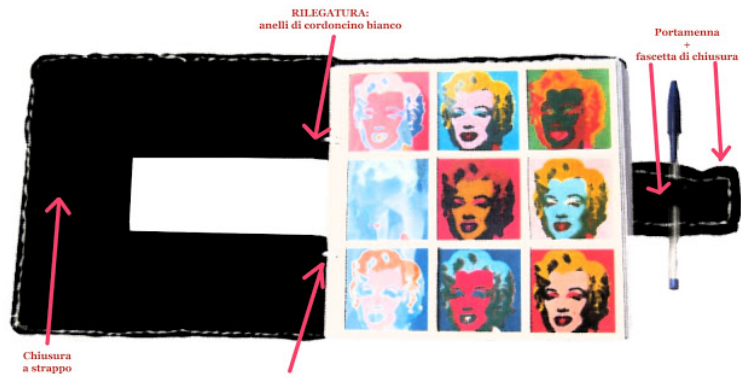 RILEGATURA:
anelli di cordoncino bianco
Portamenna
+
fascetta di chiusura
Chiusura
a strappo